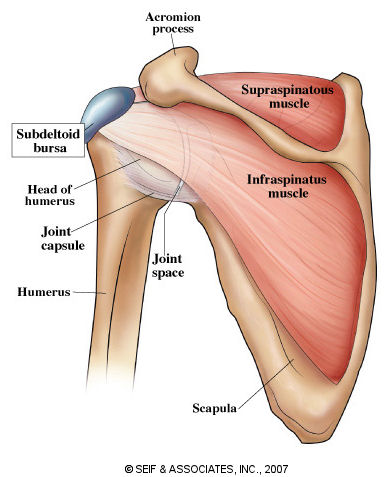 Acromion
process
Supraspinatous
muscle
Subdeltoid
bursa
Infraspinatus
muscle
Head of
humerus
Joint
capsule
Joint
space
Humerus
Scapula
© SEIF & ASSOCIATES, INC., 2007